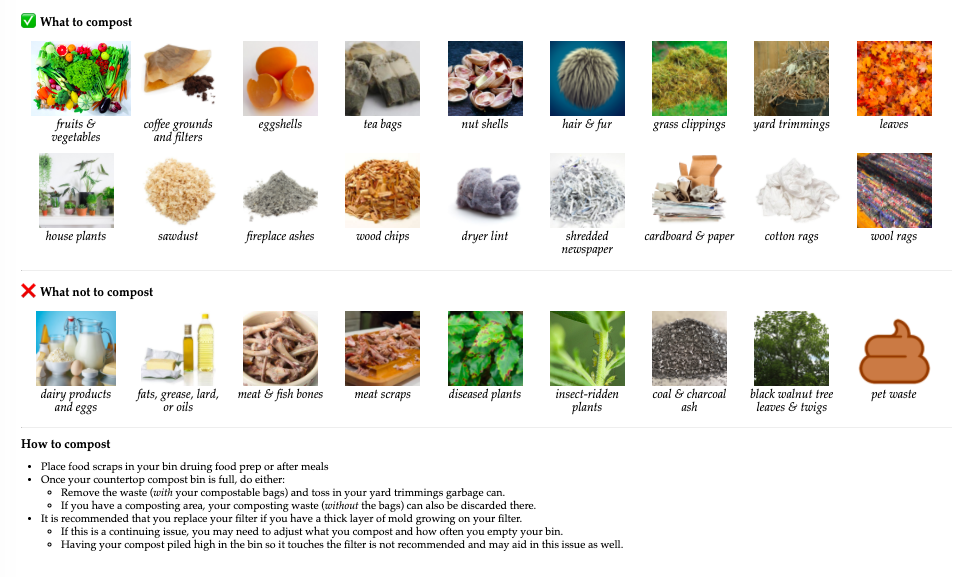 What to compost
fruits &
vegetables
coffee grounds
and filters
eggshells
tea bags
nut shells
hair & fur
grass clippings
yard trimmings
leaves
house plants
sawdust
fireplace ashes
wood chips
dryer lint
shredded
newspaper
cardboard & paper
cotton rags
wool rags
What not to compost
dairy products
and eggs
fats, grease, lard,
or oils
meat & fish bones
meat scraps
diseased plants
insect-ridden
plants
coal & charcoal
ash
black walnut tree
leaves & twigs
pet waste
How to compost
• Place food scraps in your bin druing food prep or after meals
• Once your countertop compost bin is full, do either:
Remove the waste (with your compostable bags) and toss in your yard trimmings garbage can.
If you have a composting area, your composting waste (without the bags) can also be discarded there.
• It is recommended that you replace your filter if you have a thick layer of mold growing on your filter.
If this is a continuing issue, you may need to adjust what you compost and how often you empty your bin.
Having your compost piled high in the bin so it touches the filter is not recommended and may aid in this issue as well.